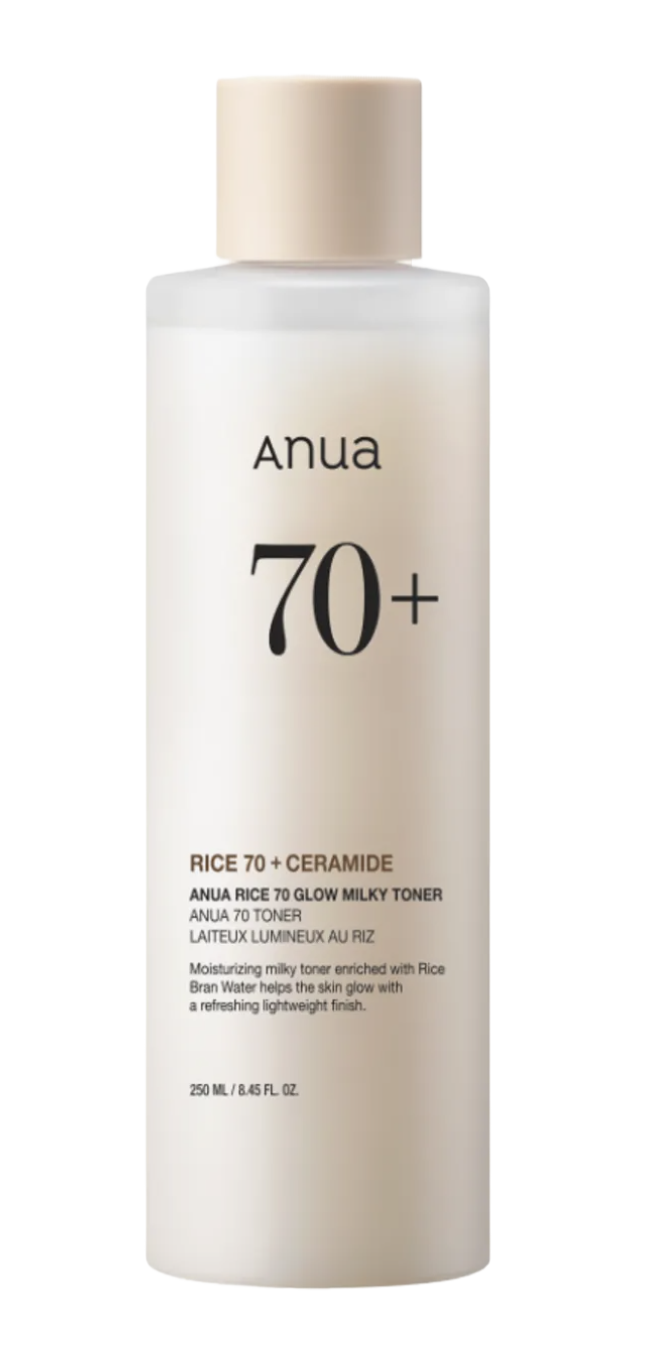 Anua
70+
RICE 70 + CERAMIDE
ANUA RICE 70 GLOW MILKY TONER
ANUA 70 TONER
LAITEUX LUMINEUX AU RIZ
Moisturizing milky toner enriched with Rice
Bran Water helps the skin glow with
a refreshing lightweight finish.
250 ML / 8.45 FL. OZ.